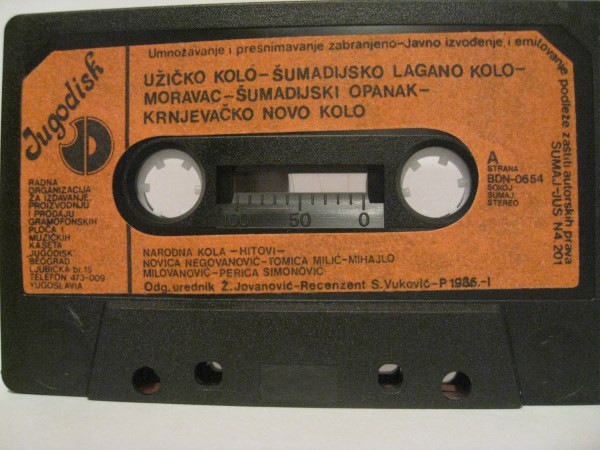 Jugodisk
Umnožavanje i presnimavanje zabranjeno-Javno izvođenje i emitovanje podleže zaštiti autorskih prava
UŽIČKO KOLO-ŠUMADIJSKO LAGANO KOLO-
MORAVAC-ŠUMADIJSKI OPANAK-
KRNJEVAČKO NOVO KOLO
A
STRANA
BDN-0654
SOKOJ
SUMAJ
STEREO
SUMAJ-JUS N4 201
RADNA
ORGANIZACIJA
ZA IZDAVANJE,
PROIZVODNJU
I PRODAJU
GRAMOFONSKIH
PLOČA I
MUZIČKIH
KASETA
"JUGODISK"
BEOGRAD
LJUBIČKA br. 15
TELEFON 473-009
YUGOSLAVIA
100 50 0
NARODNA KOLA -HITOVI-
NOVICA NEGOVANOVIĆ-TOMICA MILIĆ-MIHAJLO
MILOVANOVIĆ-PERICA SIMONOVIĆ
Odg. urednik Ž. Jovanović-Recenzent S. Vuković-P 1986.-I